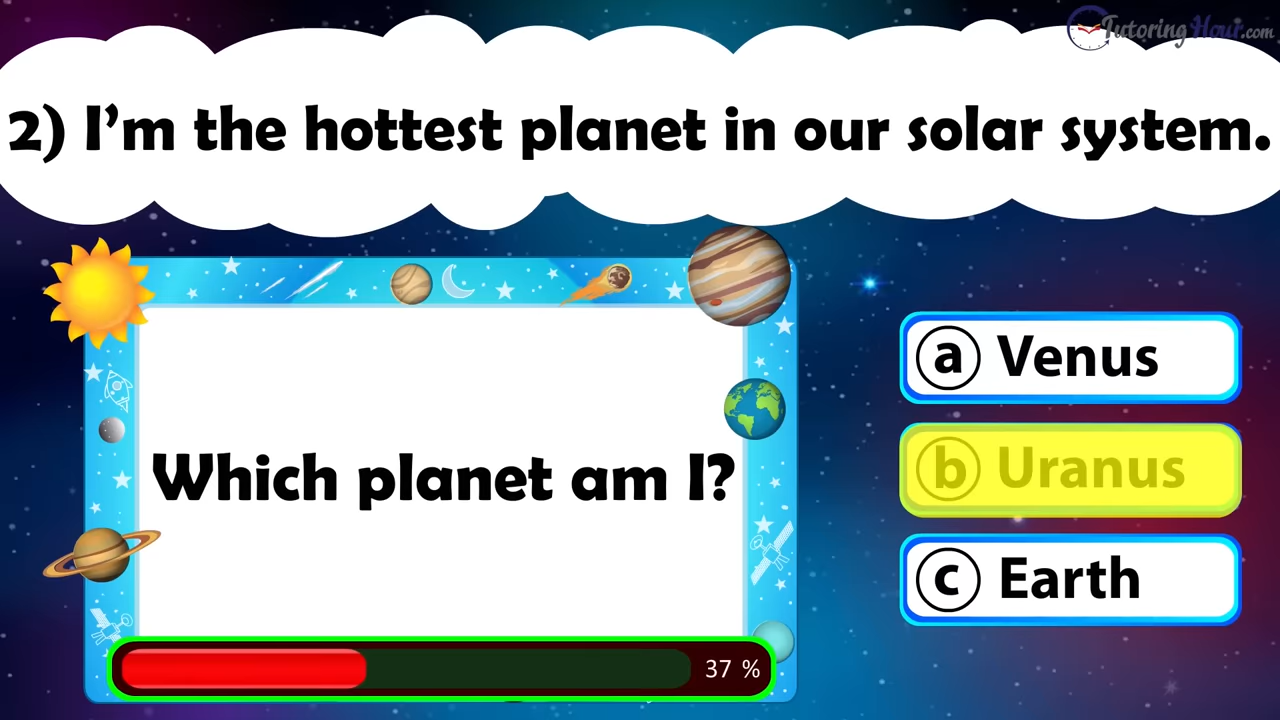 TutoringHour.com
2) I'm the hottest planet in our solar system.
Which planet am I?
a Venus
b Uranus
c Earth
37 %